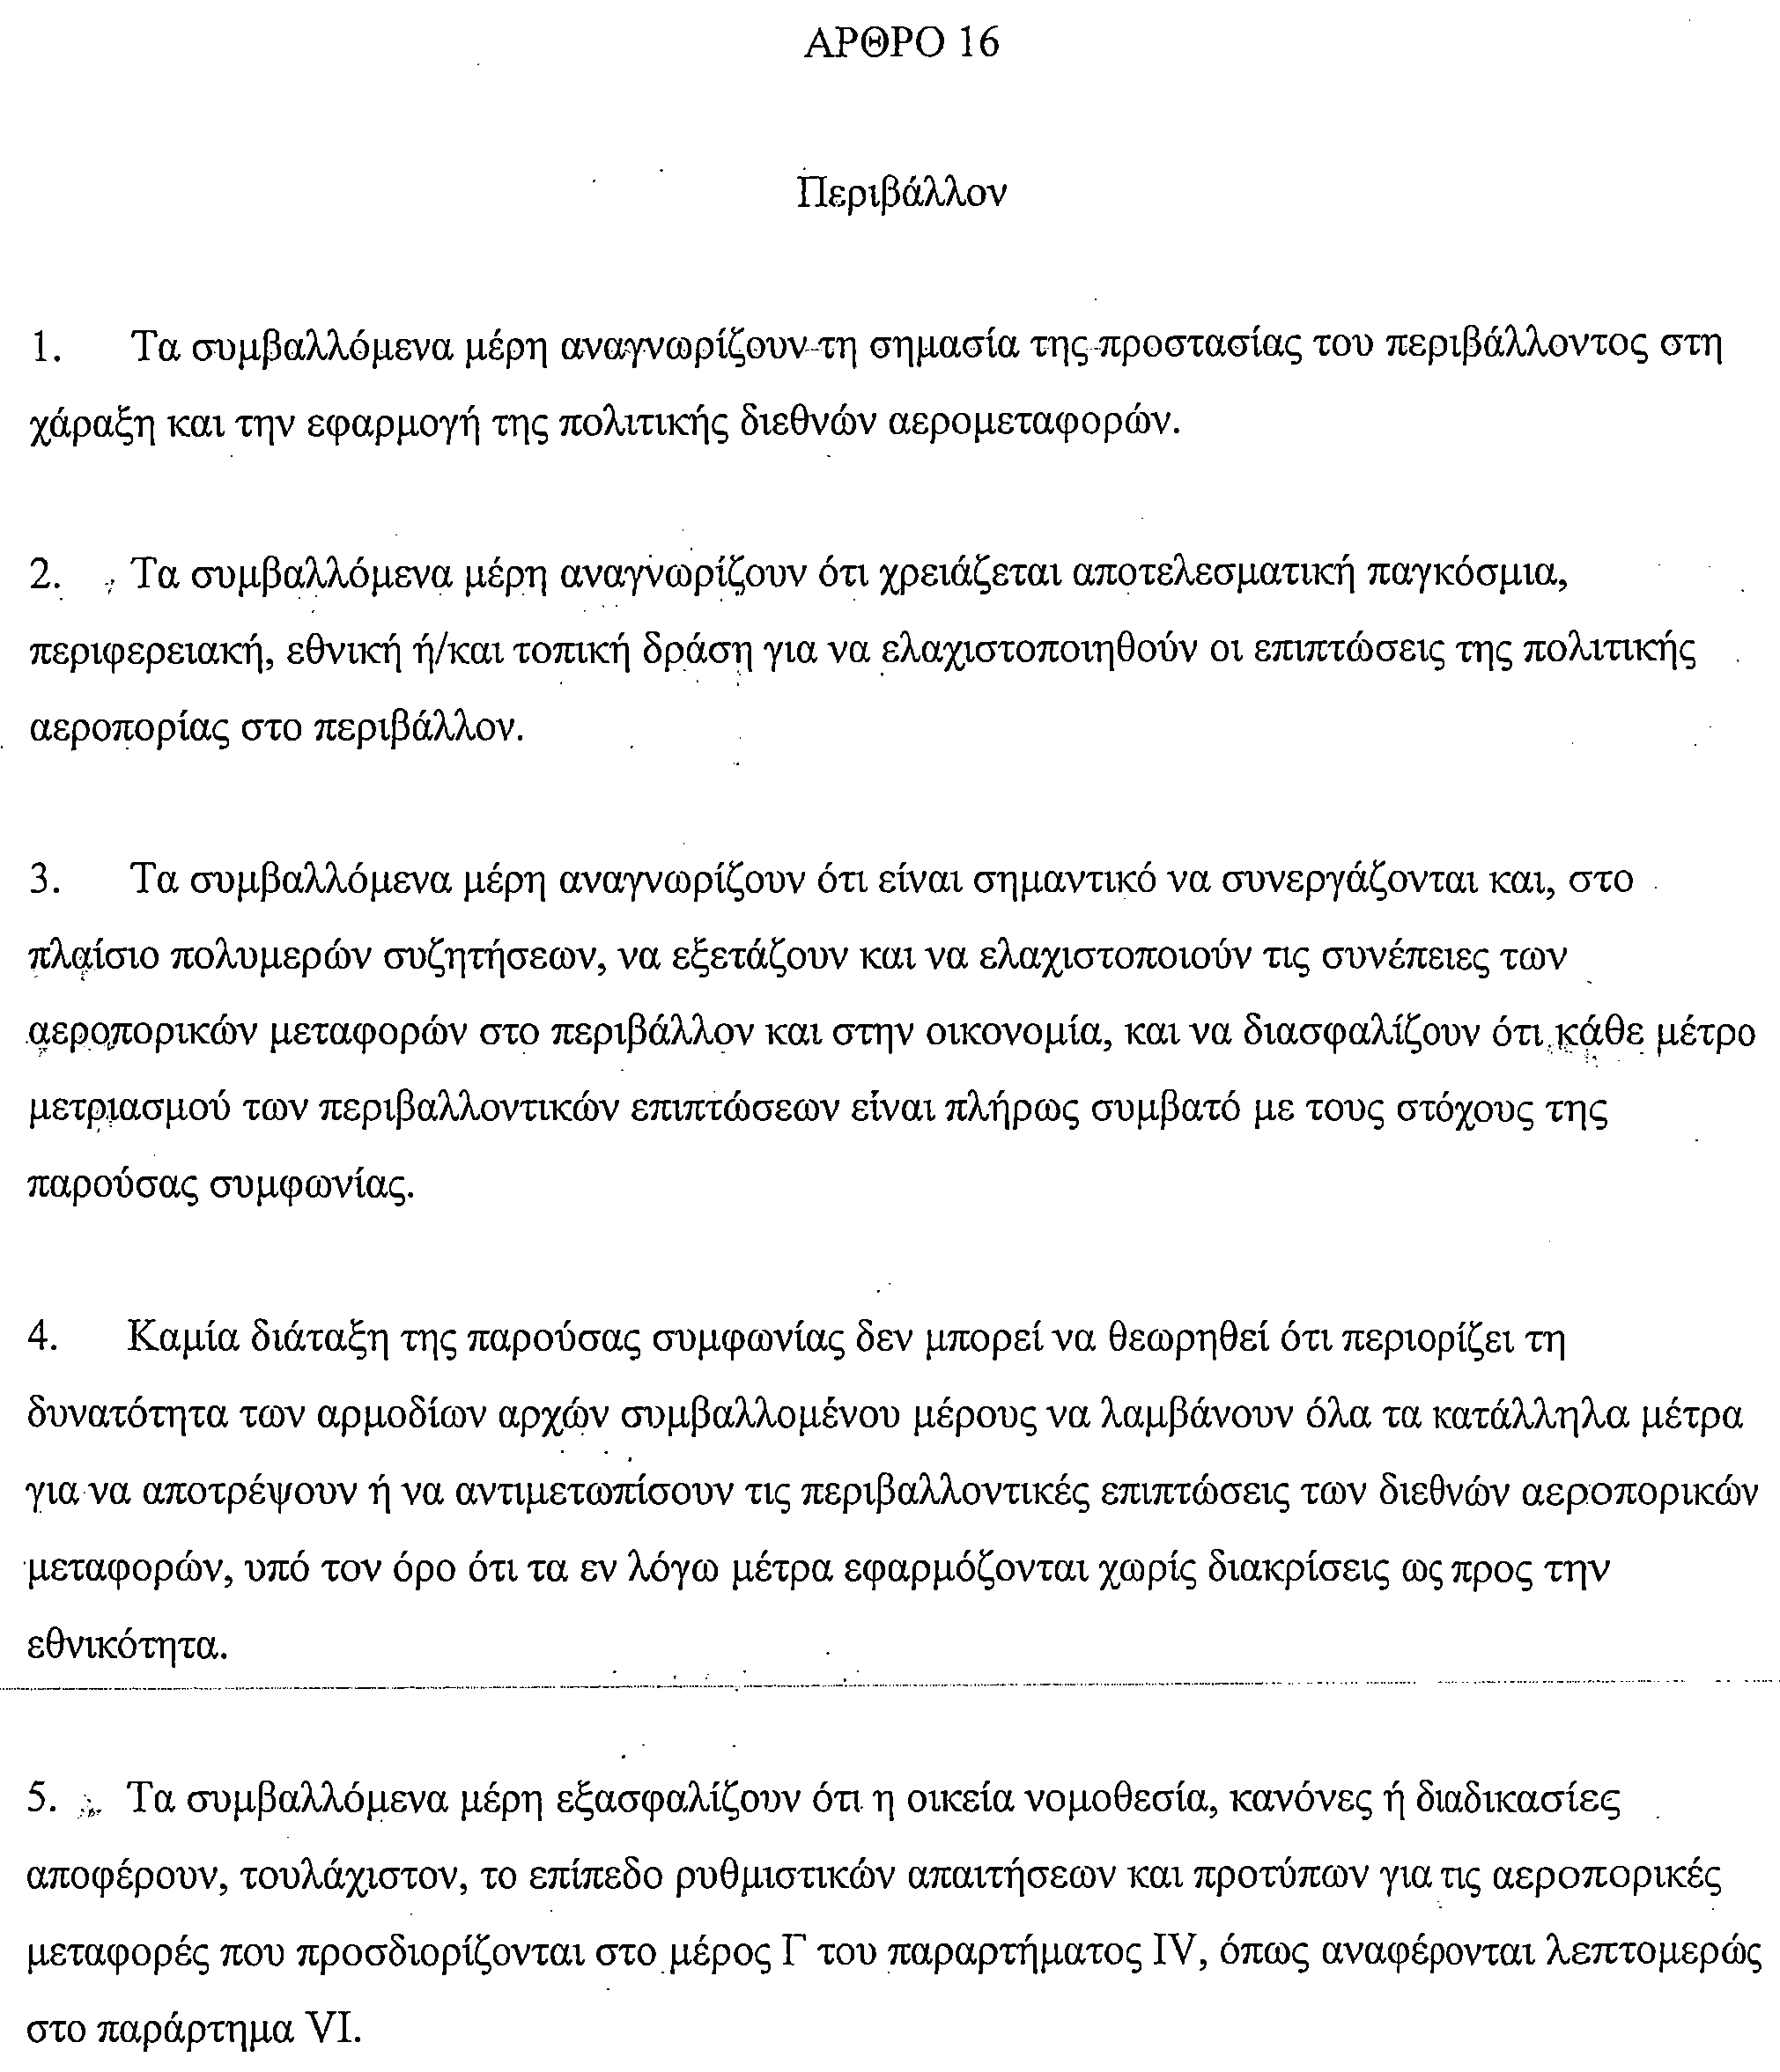 ΑΡΘΡΟ 16
Περιβάλλον
1. Τα συμβαλλόμενα μέρη αναγνωρίζουν τη σημασία της προστασίας του περιβάλλοντος στη
χάραξη και την εφαρμογή της πολιτικής διεθνών αερομεταφορών.
2. Τα συμβαλλόμενα μέρη αναγνωρίζουν ότι χρειάζεται αποτελεσματική παγκόσμια,
περιφερειακή, εθνική ή/και τοπική δράση για να ελαχιστοποιηθούν οι επιπτώσεις της πολιτικής
αεροπορίας στο περιβάλλον.
3. Τα συμβαλλόμενα μέρη αναγνωρίζουν ότι είναι σημαντικό να συνεργάζονται και, στο
πλαίσιο πολυμερών συζητήσεων, να εξετάζουν και να ελαχιστοποιούν τις συνέπειες των
αεροπορικών μεταφορών στο περιβάλλον και στην οικονομία, και να διασφαλίζουν ότι κάθε μέτρο
μετριασμού των περιβαλλοντικών επιπτώσεων είναι πλήρως συμβατό με τους στόχους της
παρούσας συμφωνίας.
4. Καμία διάταξη της παρούσας συμφωνίας δεν μπορεί να θεωρηθεί ότι περιορίζει τη
δυνατότητα των αρμοδίων αρχών συμβαλλομένου μέρους να λαμβάνουν όλα τα κατάλληλα μέτρα
για να αποτρέψουν ή να αντιμετωπίσουν τις περιβαλλοντικές επιπτώσεις των διεθνών αεροπορικών
μεταφορών, υπό τον όρο ότι τα εν λόγω μέτρα εφαρμόζονται χωρίς διακρίσεις ως προς την
εθνικότητα.
5. Τα συμβαλλόμενα μέρη εξασφαλίζουν ότι η οικεία νομοθεσία, κανόνες ή διαδικασίες
αποφέρουν, τουλάχιστον, το επίπεδο ρυθμιστικών απαιτήσεων και προτύπων για τις αεροπορικές
μεταφορές που προσδιορίζονται στο μέρος Γ του παραρτήματος IV, όπως αναφέρονται λεπτομερώς
στο παράρτημα VI.